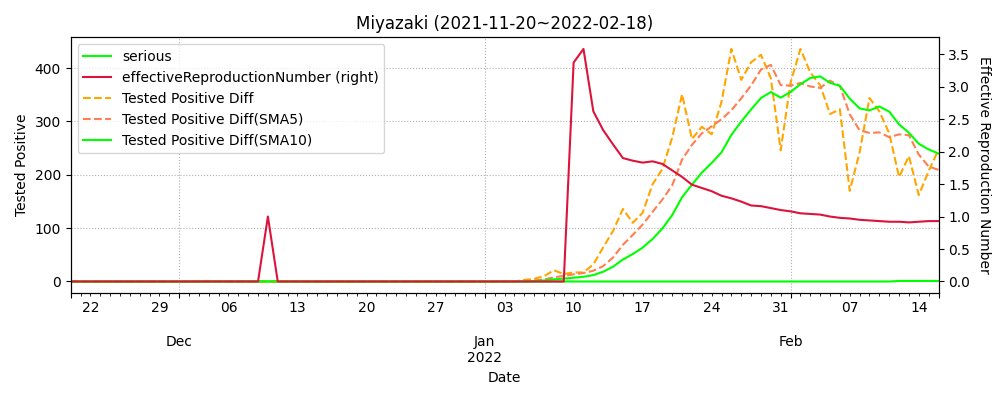 Miyazaki (2021-11-20~2022-02-18)
serious
effectiveReproductionNumber (right)
Tested Positive Diff
Tested Positive Diff(SMA5)
Tested Positive Diff(SMA10)
Tested Positive
400
300
200
100
0
Effective Reproduction Number
3.5
3.0
2.5
2.0
1.5
1.0
0.5
0.0
22 29 06 13 20 27 03 10 17 24 31 07 14
Dec Jan Feb
2022
Date